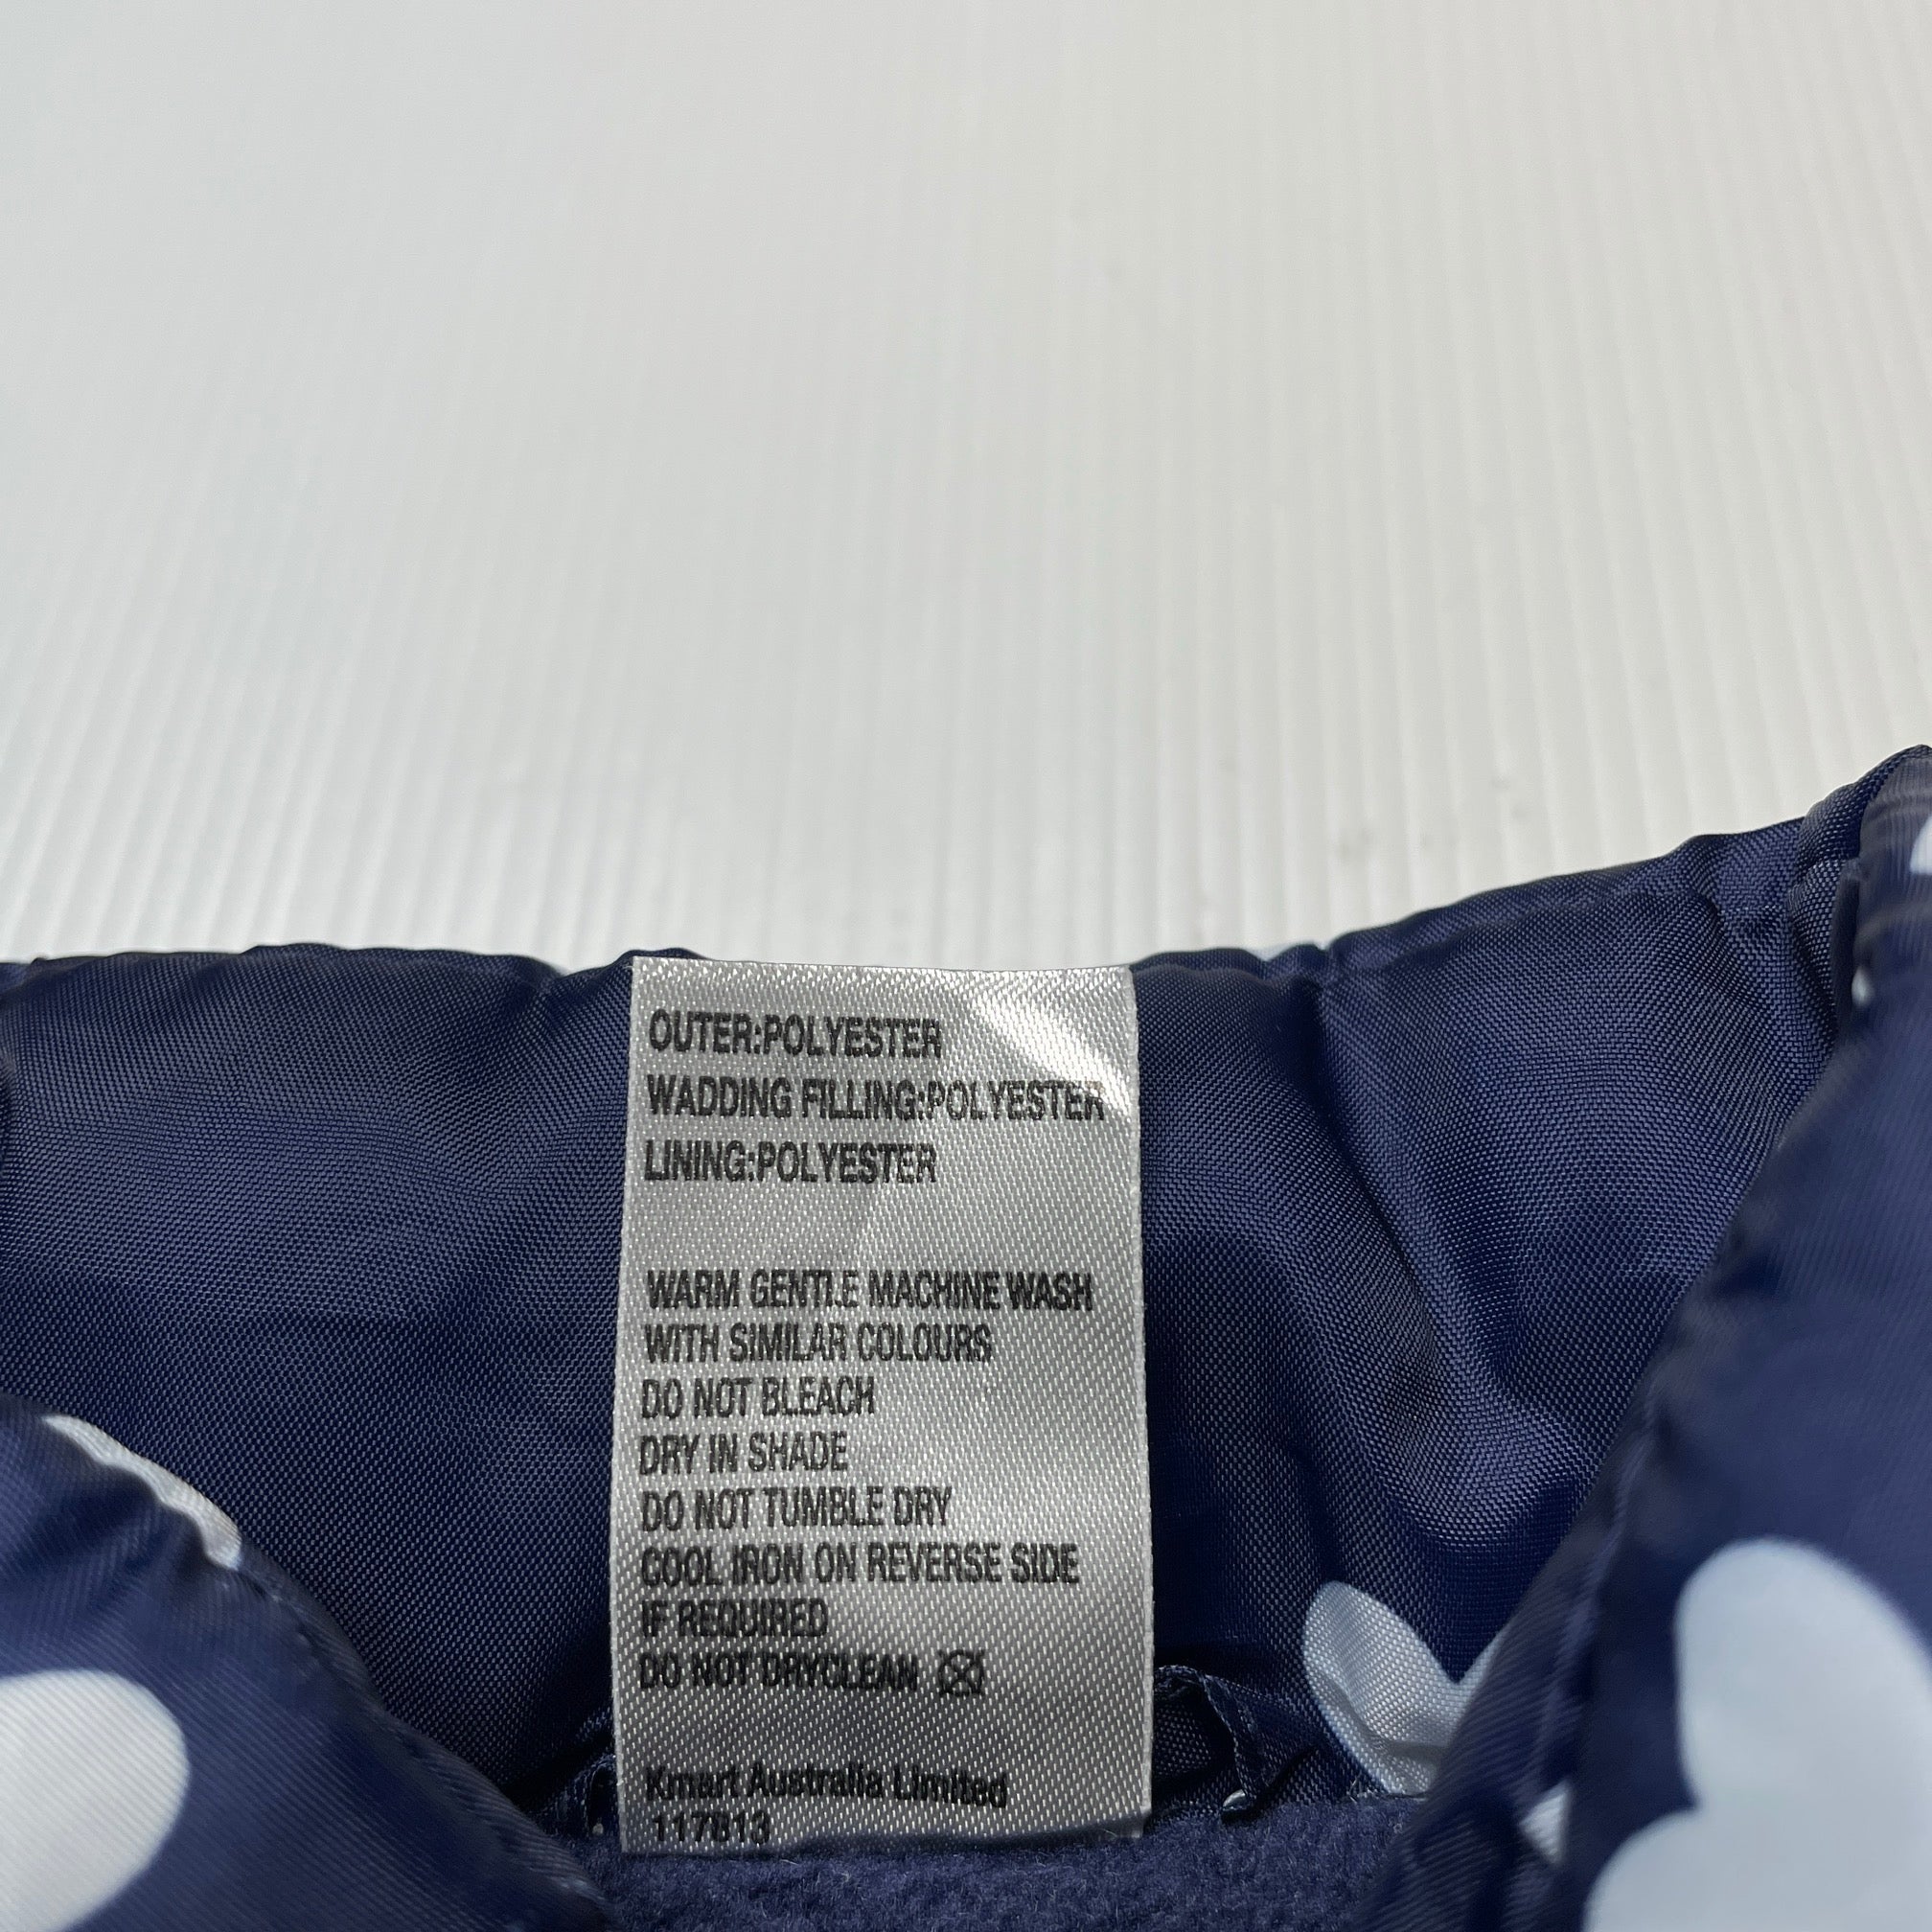 OUTER:POLYESTER
WADDING FILLING:POLYESTER
LINING:POLYESTER
WARM GENTLE MACHINE WASH
WITH SIMILAR COLOURS
DO NOT BLEACH
DRY IN SHADE
DO NOT TUMBLE DRY
COOL IRON ON REVERSE SIDE
IF REQUIRED
DO NOT DRYCLEAN
Kmart Australia Limited
117813